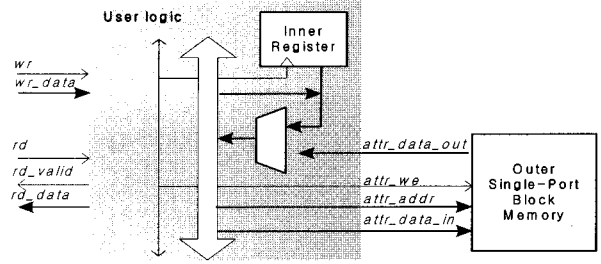 User logic
Inner
Register
wr
wr_data
rd
rd_valid
rd_data
attr_data_out
attr_we
attr_addr
attr_data_in
Outer
Single-Port
Block
Memory